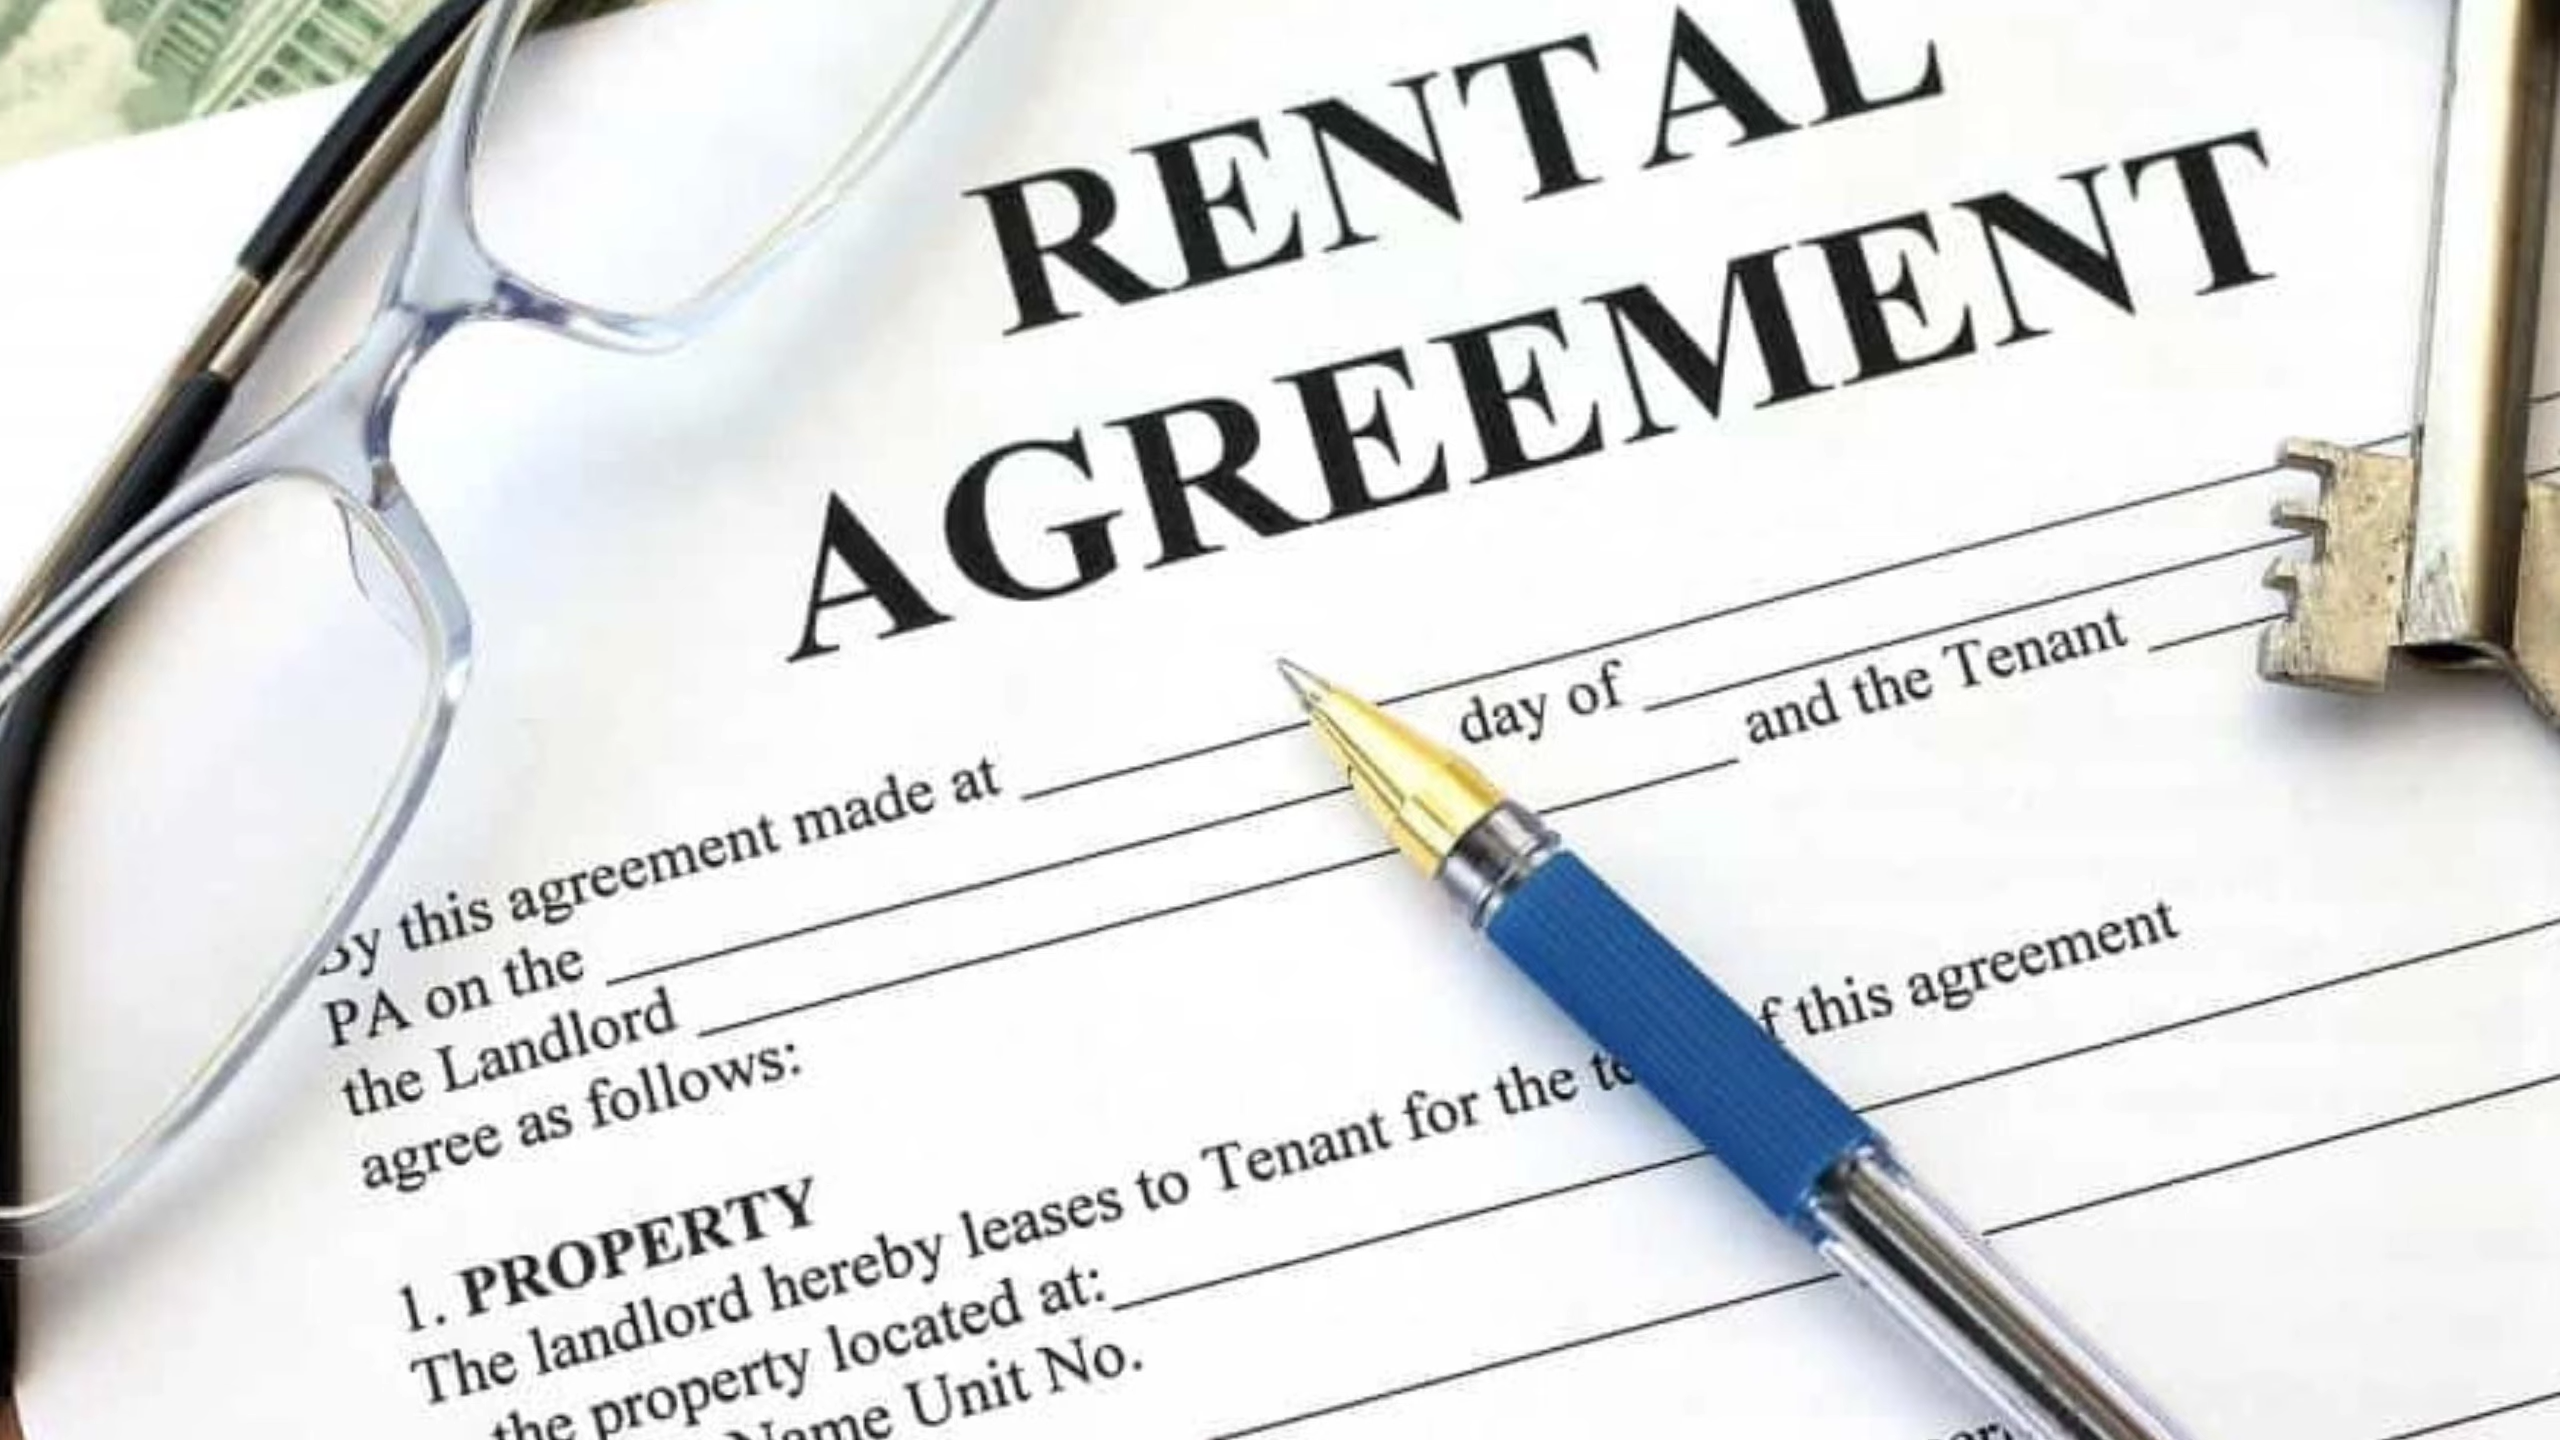 RENTAL
AGREEMENT
By this agreement made at
PA on the day of
the Landlord and the Tenant
agree as follows:
1. PROPERTY
The landlord hereby leases to Tenant for the this agreement
the property located at:
Name Unit No.